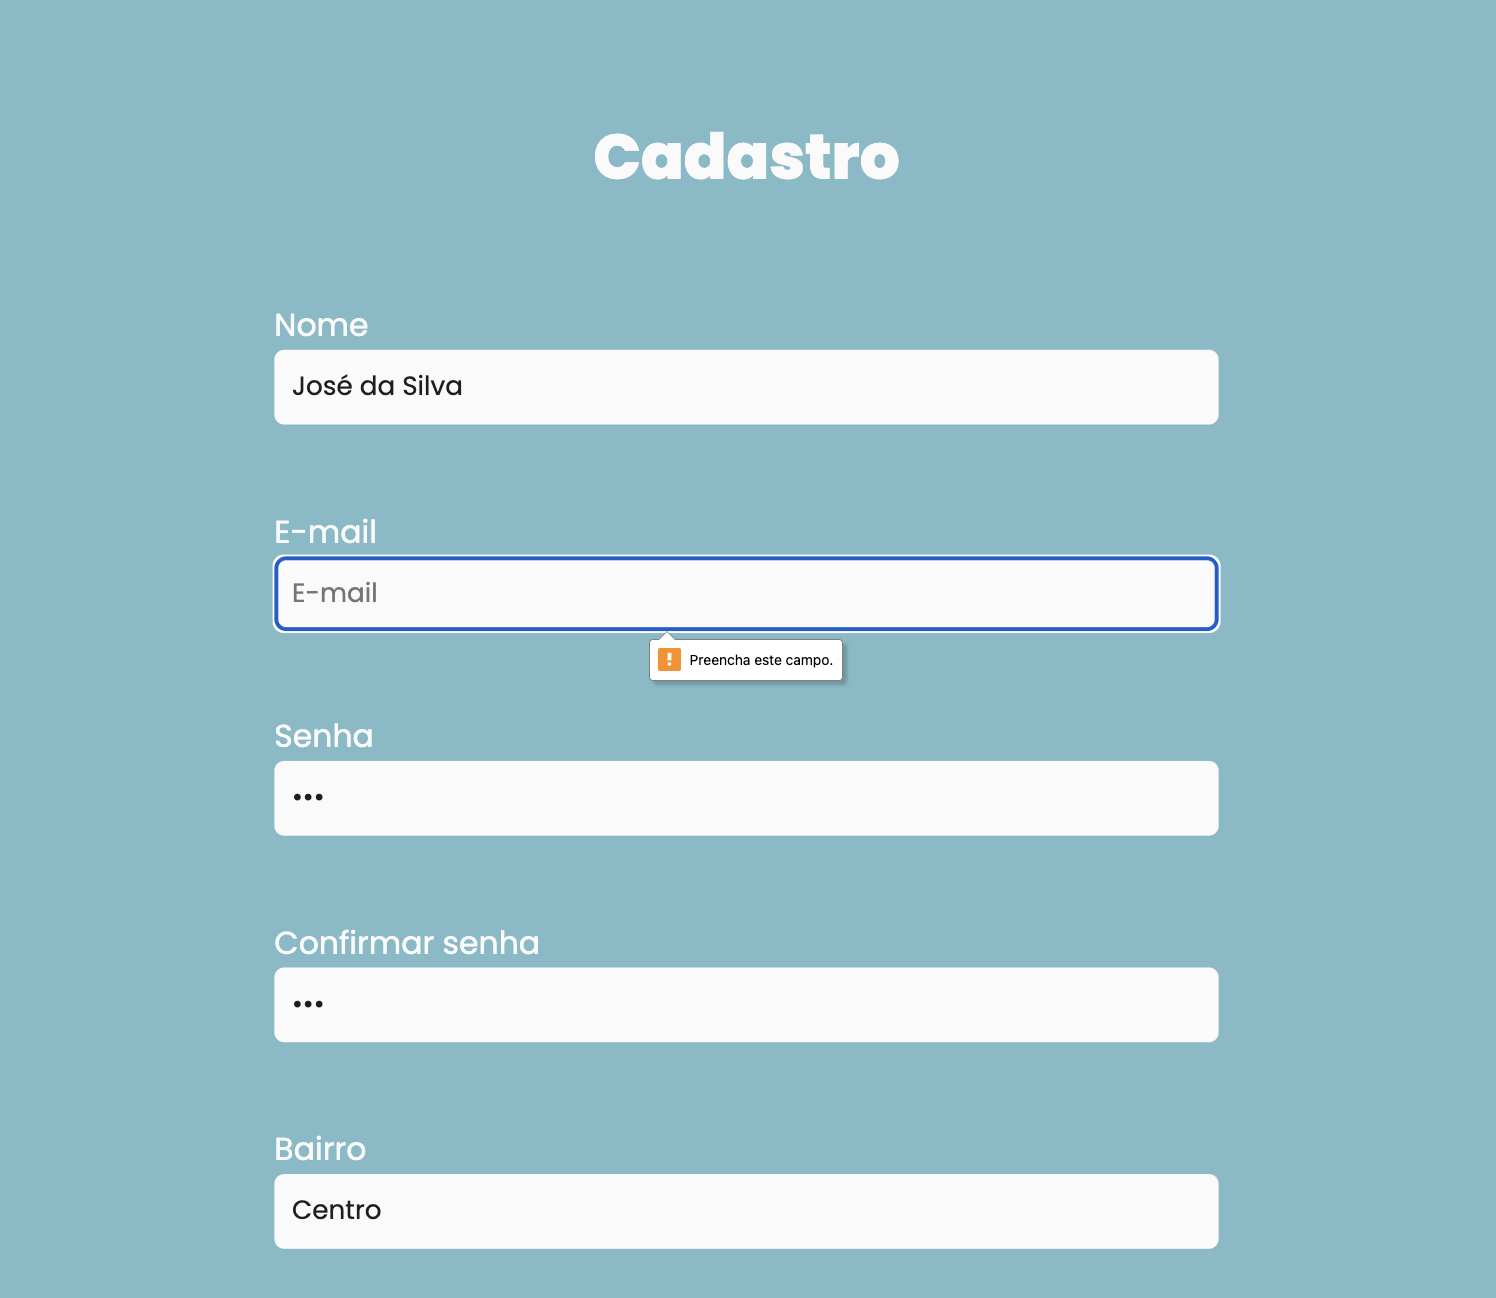 Cadastro
Nome
José da Silva
E-mail
E-mail
Preencha este campo.
Senha
•••
Confirmar senha
•••
Bairro
Centro